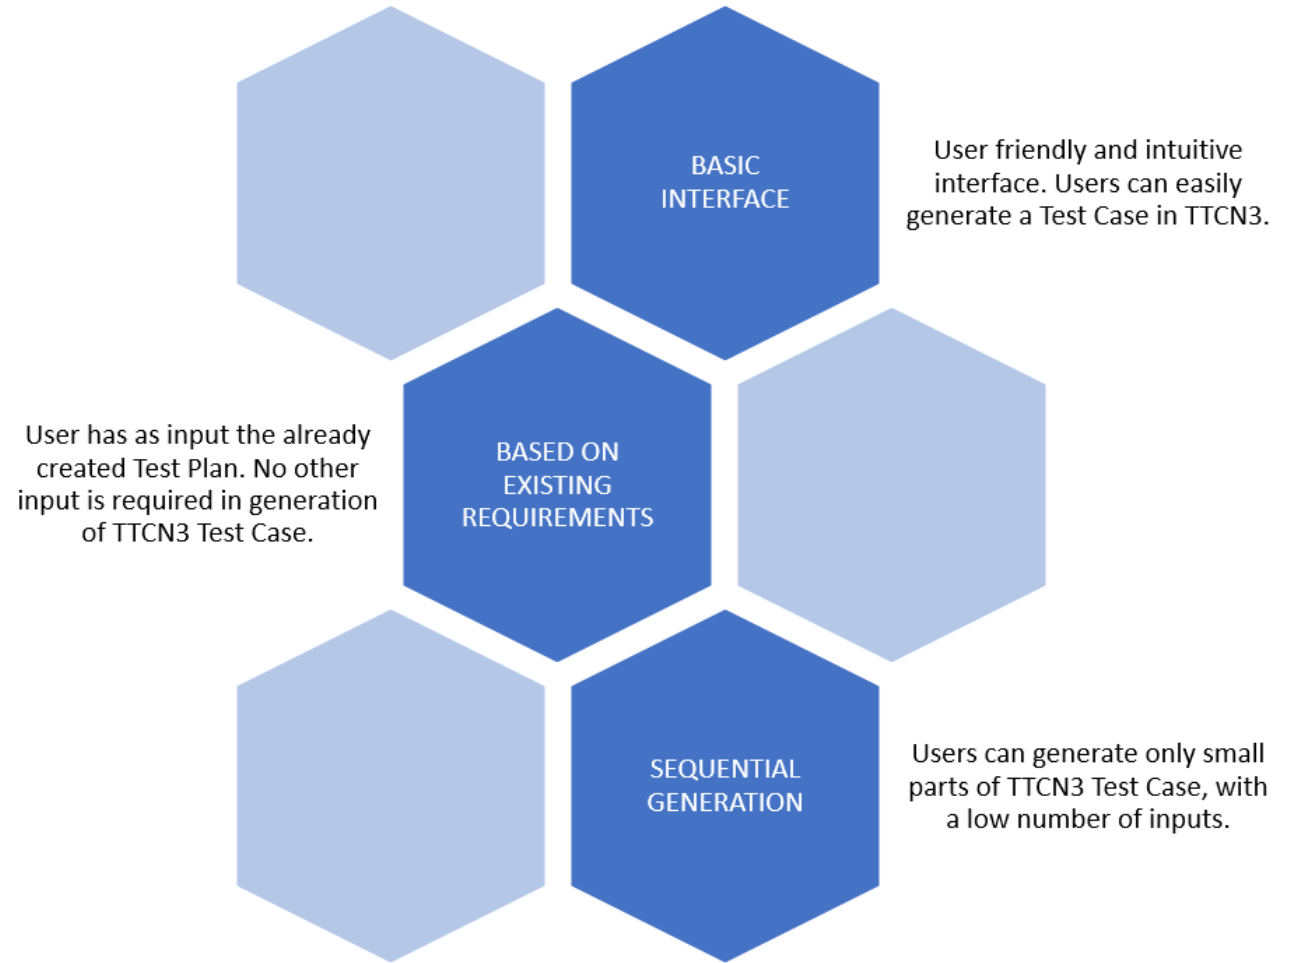 BASIC
INTERFACE
User friendly and intuitive
interface. Users can easily
generate a Test Case in TTCN3.
User has as input the already
created Test Plan. No other
input is required in generation
of TTCN3 Test Case.
BASED ON
EXISTING
REQUIREMENTS
SEQUENTIAL
GENERATION
Users can generate only small
parts of TTCN3 Test Case, with
a low number of inputs.